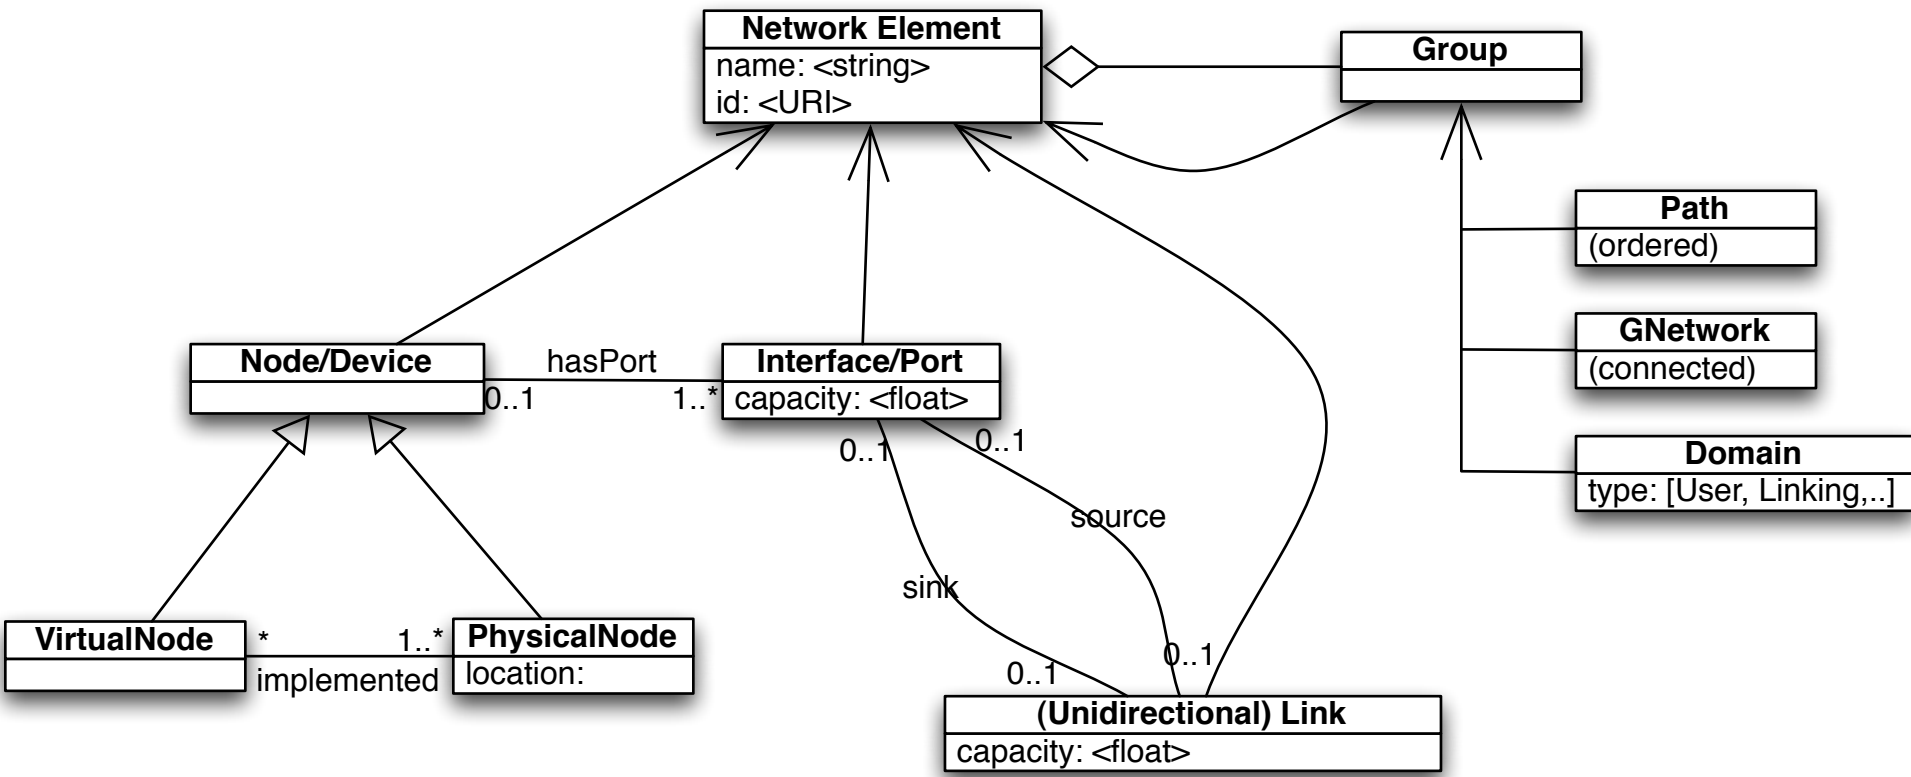 Network Element
name: <string>
id: <URI>
Group
Path
(ordered)
GNetwork
(connected)
Domain
type: [User, Linking,..]
Node/Device
hasPort
0..1
1..*
Interface/Port
capacity: <float>
0..1
0..1
source
sink
0..1
0..1
VirtualNode
*
1..*
implemented
PhysicalNode
location:
(Unidirectional) Link
capacity: <float>